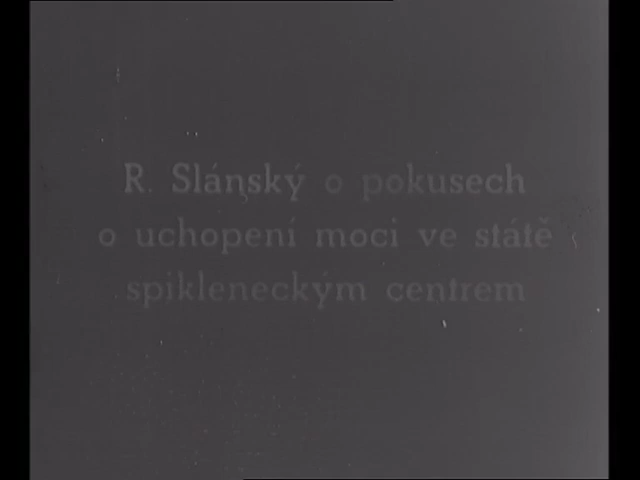 R. Slánský o pokusech
o uchopení moci ve státě
spikleneckým centrem